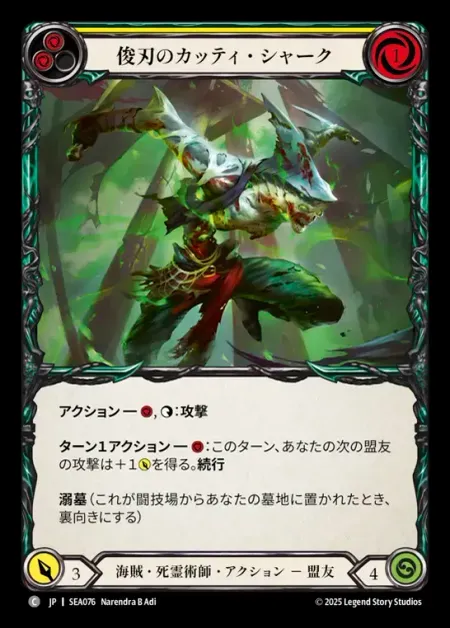 俊刃のカッティ・シャーク
1
アクション ー , :攻撃
ターン1アクション ー :このターン、あなたの次の盟友
の攻撃は+1を得る。続行
溺墓(これが闘技場からあなたの墓地に置かれたとき、
裏向きにする)
3
海賊・死霊術師・アクション ー 盟友
4
C JP SEA076 Narendra B Adi
© 2025 Legend Story Studios